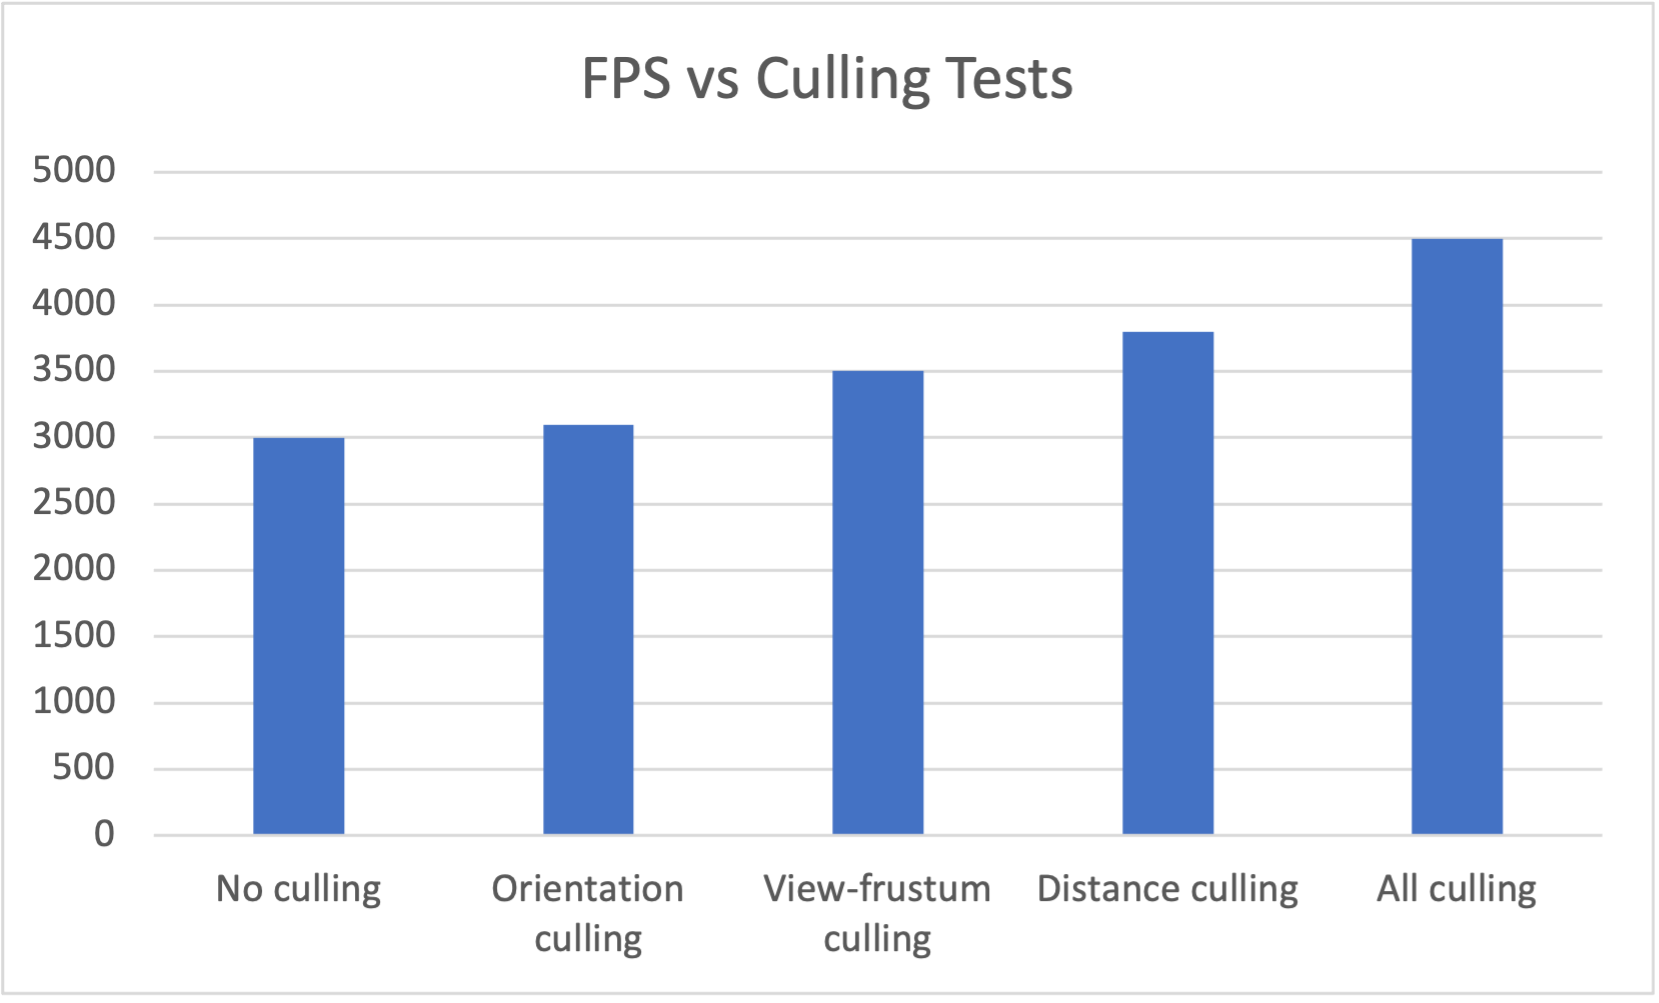 FPS vs Culling Tests
5000
4500
4000
3500
3000
2500
2000
1500
1000
500
0
No culling
Orientation
culling
View-frustum
culling
Distance culling
All culling